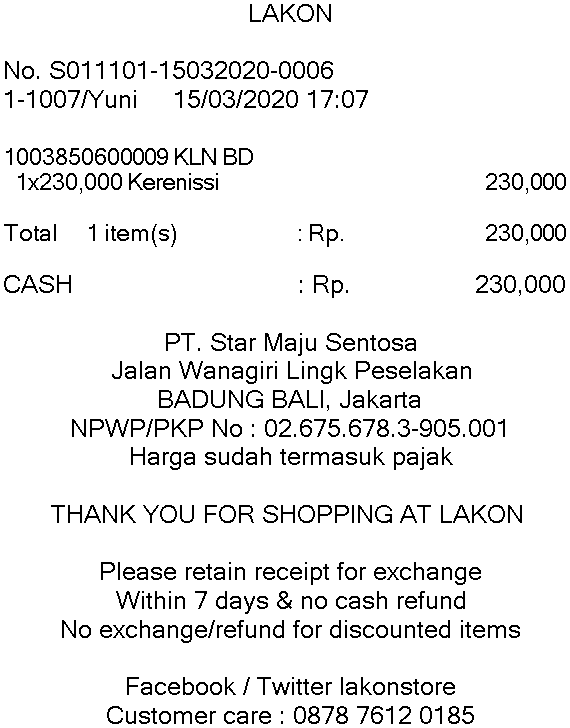 LAKON
No. S011101-15032020-0006
1-1007/Yuni 15/03/2020 17:07
1003850600009 KLN BD
1x230,000 Kerenissi 230,000
Total 1 item(s) : Rp. 230,000
CASH : Rp. 230,000
PT. Star Maju Sentosa
Jalan Wanagiri Lingk Peselakan
BADUNG BALI, Jakarta
NPWP/PKP No : 02.675.678.3-905.001
Harga sudah termasuk pajak
THANK YOU FOR SHOPPING AT LAKON
Please retain receipt for exchange
Within 7 days & no cash refund
No exchange/refund for discounted items
Facebook / Twitter lakonstore
Customer care : 0878 7612 0185